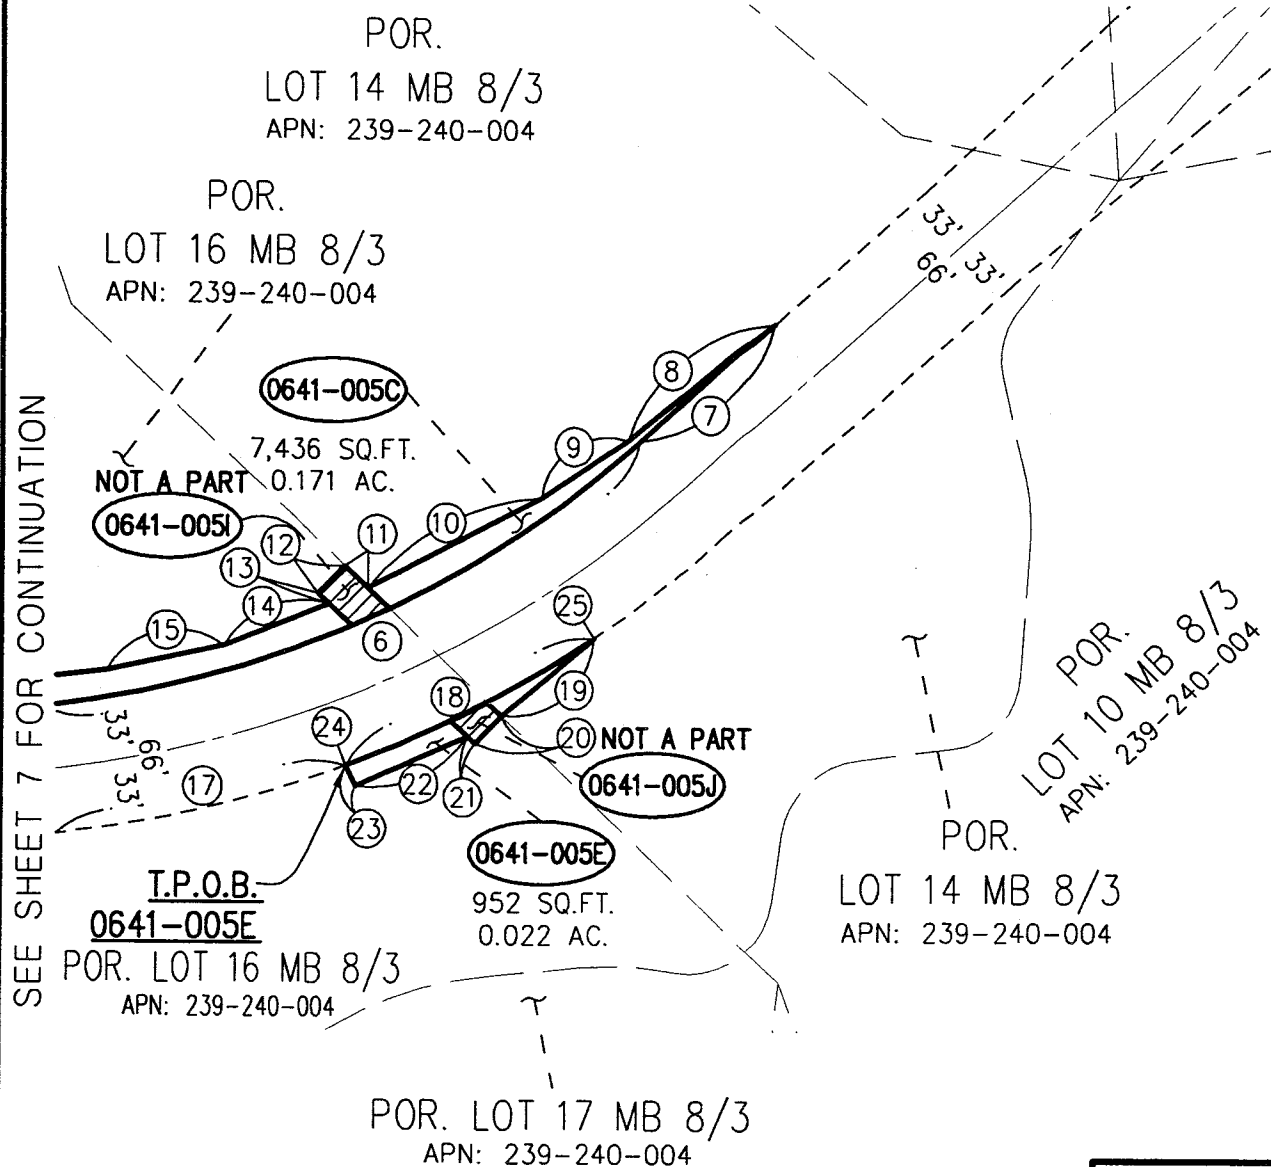 POR.
LOT 14 MB 8/3
APN: 239-240-004
POR.
LOT 16 MB 8/3
APN: 239-240-004
33'
66'
33'
8
7
0641-005C
7,436 SQ.FT.
0.171 AC.
9
NOT A PART
0641-005I
10
11
12
13
14
15
6
SEE SHEET 7 FOR CONTINUATION
25
19
18
20
NOT A PART
0641-005J
33'
66'
33'
17
24
22
21
23
0641-005E
952 SQ.FT.
0.022 AC.
T.P.O.B.
0641-005E
POR. LOT 16 MB 8/3
APN: 239-240-004
POR.
LOT 10 MB 8/3
APN: 239-240-004
POR.
LOT 14 MB 8/3
APN: 239-240-004
POR. LOT 17 MB 8/3
APN: 239-240-004